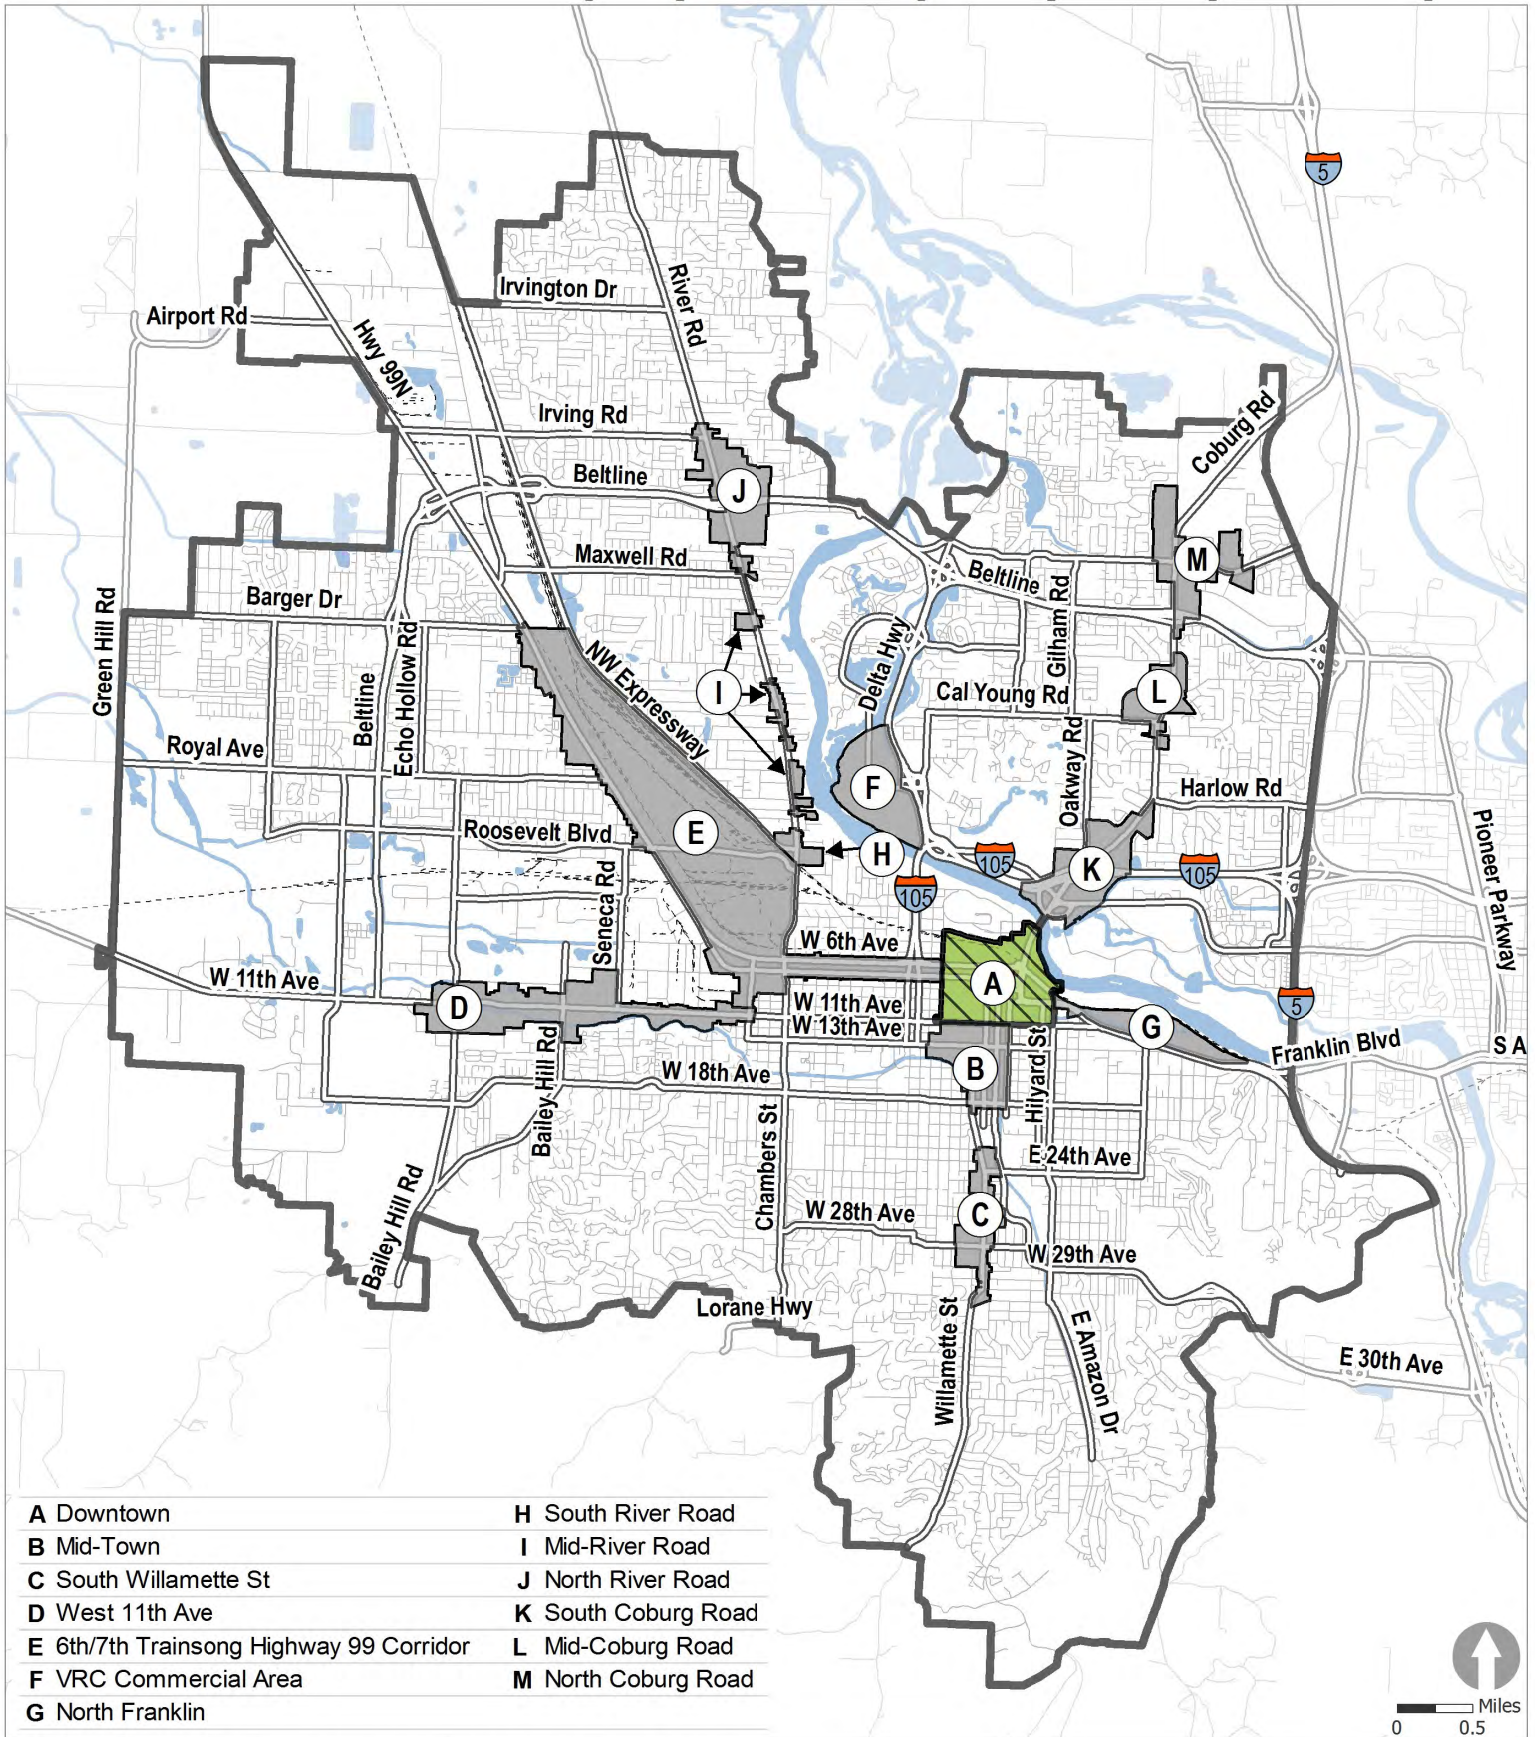 5
Irvington Dr
River Rd
Airport Rd
Hwy 99N
Irving Rd
Coburg Rd
Beltline
J
Maxwell Rd
M
Beltline
Barger Dr
Green Hill Rd
Gilham Rd
Echo Hollow Rd
NW Expressway
Delta Hwy
I
L
Cal Young Rd
Beltline
Royal Ave
Oakway Rd
F
Harlow Rd
Roosevelt Blvd
E
Pioneer Parkway
H
105
K
105
105
Seneca Rd
W 6th Ave
W 11th Ave
A
D
W 11th Ave
5
W 13th Ave
G
Franklin Blvd
S A
Bailey Hill Rd
W 18th Ave
B
Hilyard St
Chambers St
E 24th Ave
Bailey Hill Rd
W 28th Ave
C
W 29th Ave
Lorane Hwy
Willamette St
E Amazon Dr
E 30th Ave
A Downtown
B Mid-Town
C South Willamette St
D West 11th Ave
E 6th/7th Trainsong Highway 99 Corridor
F VRC Commercial Area
G North Franklin
H South River Road
I Mid-River Road
J North River Road
K South Coburg Road
L Mid-Coburg Road
M North Coburg Road
Miles
0 0.5